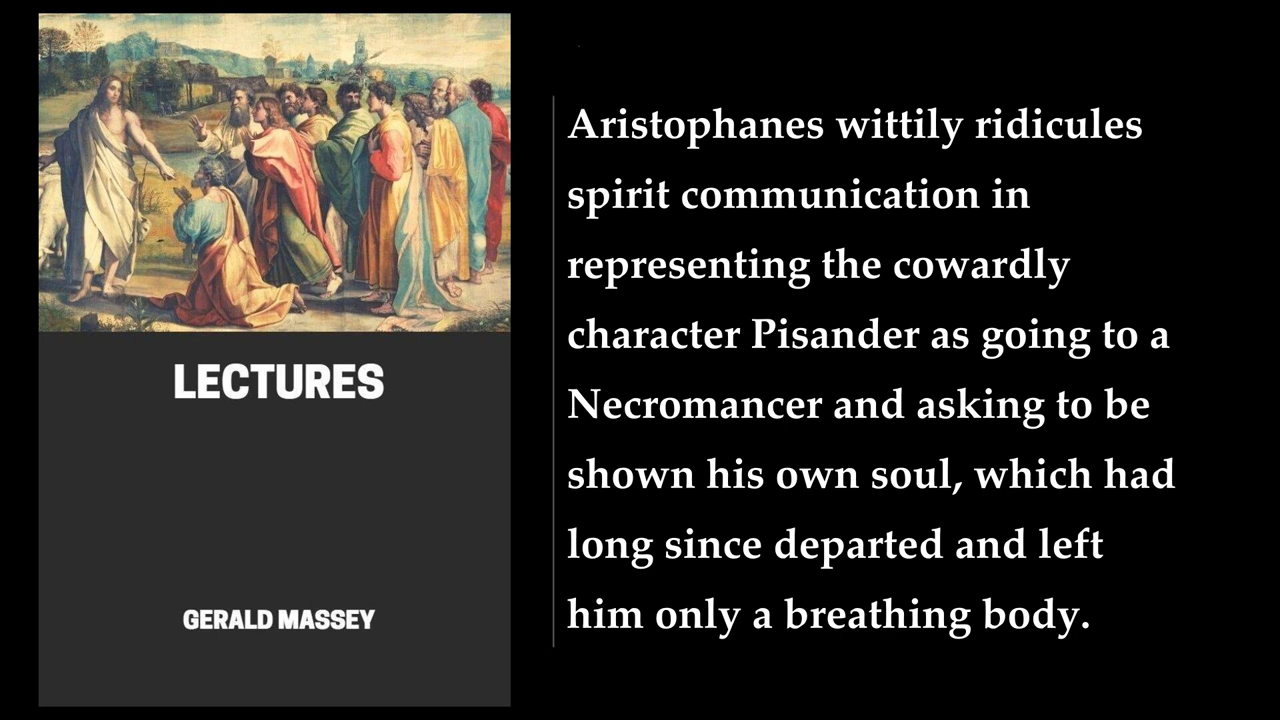 LECTURES
GERALD MASSEY
Aristophanes wittily ridicules
spirit communication in
representing the cowardly
character Pisander as going to a
Necromancer and asking to be
shown his own soul, which had
long since departed and left
him only a breathing body.